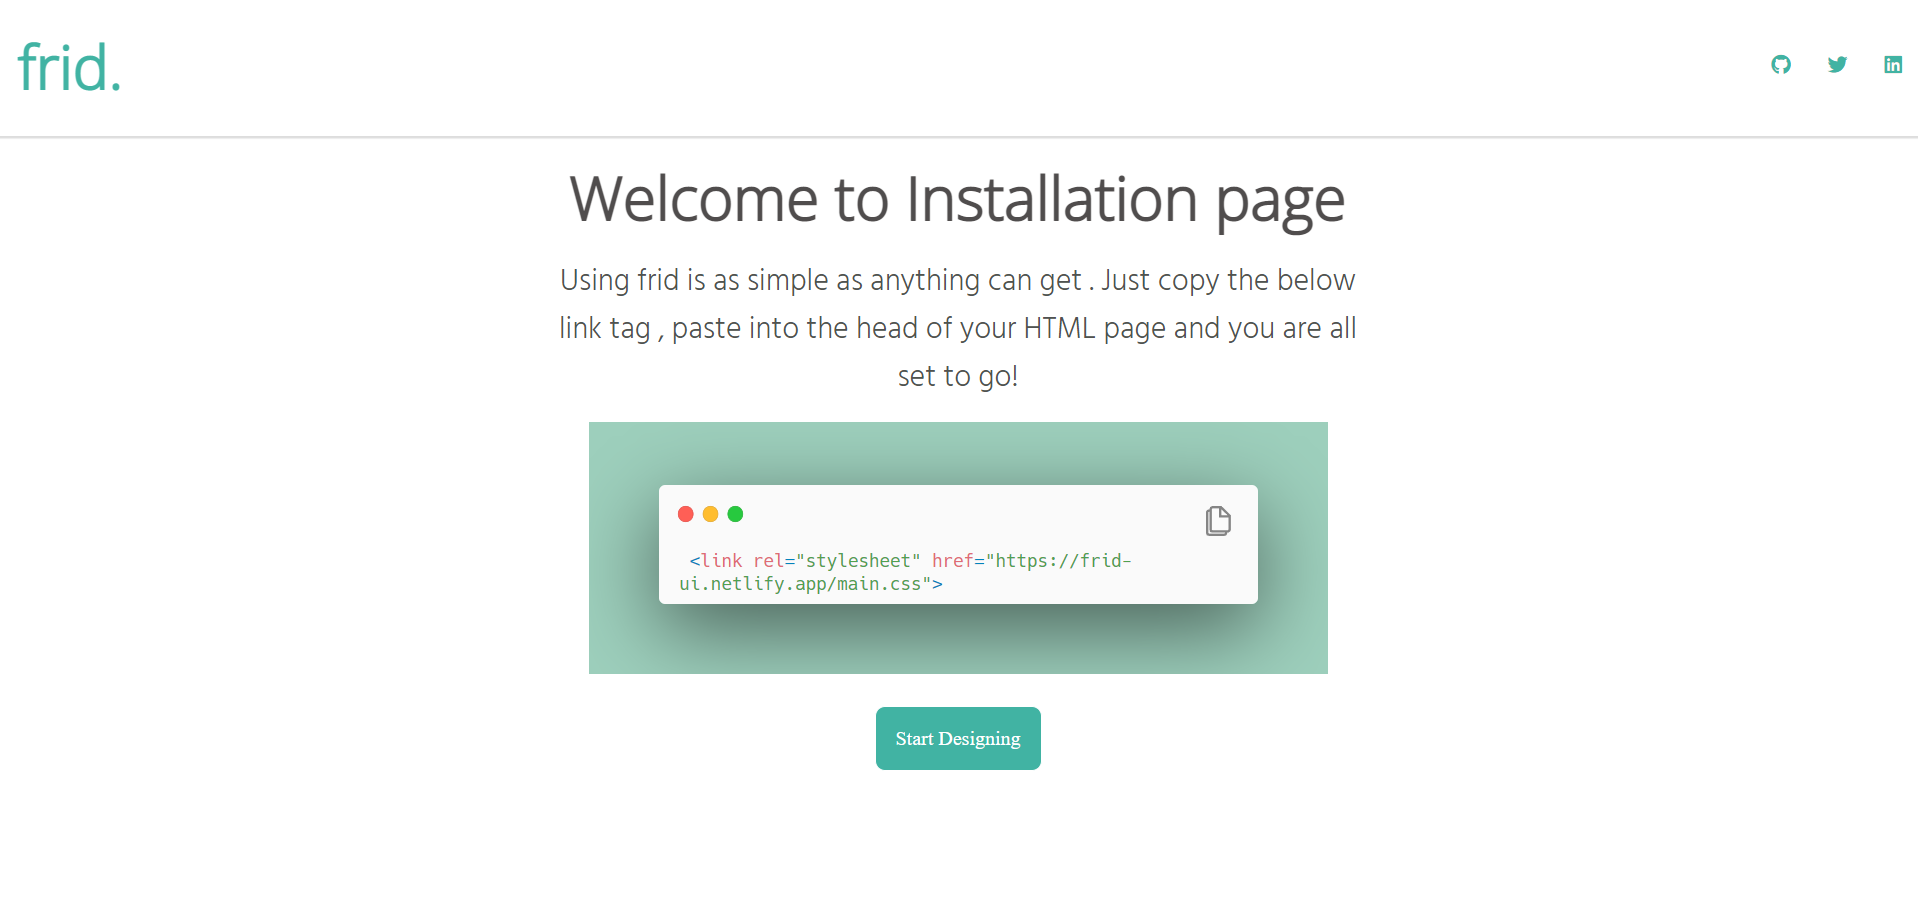 frid.
Welcome to Installation page
Using frid is as simple as anything can get . Just copy the below
link tag , paste into the head of your HTML page and you are all
set to go!
<link rel="stylesheet" href="https://frid-
ui.netlify.app/main.css">
Start Designing